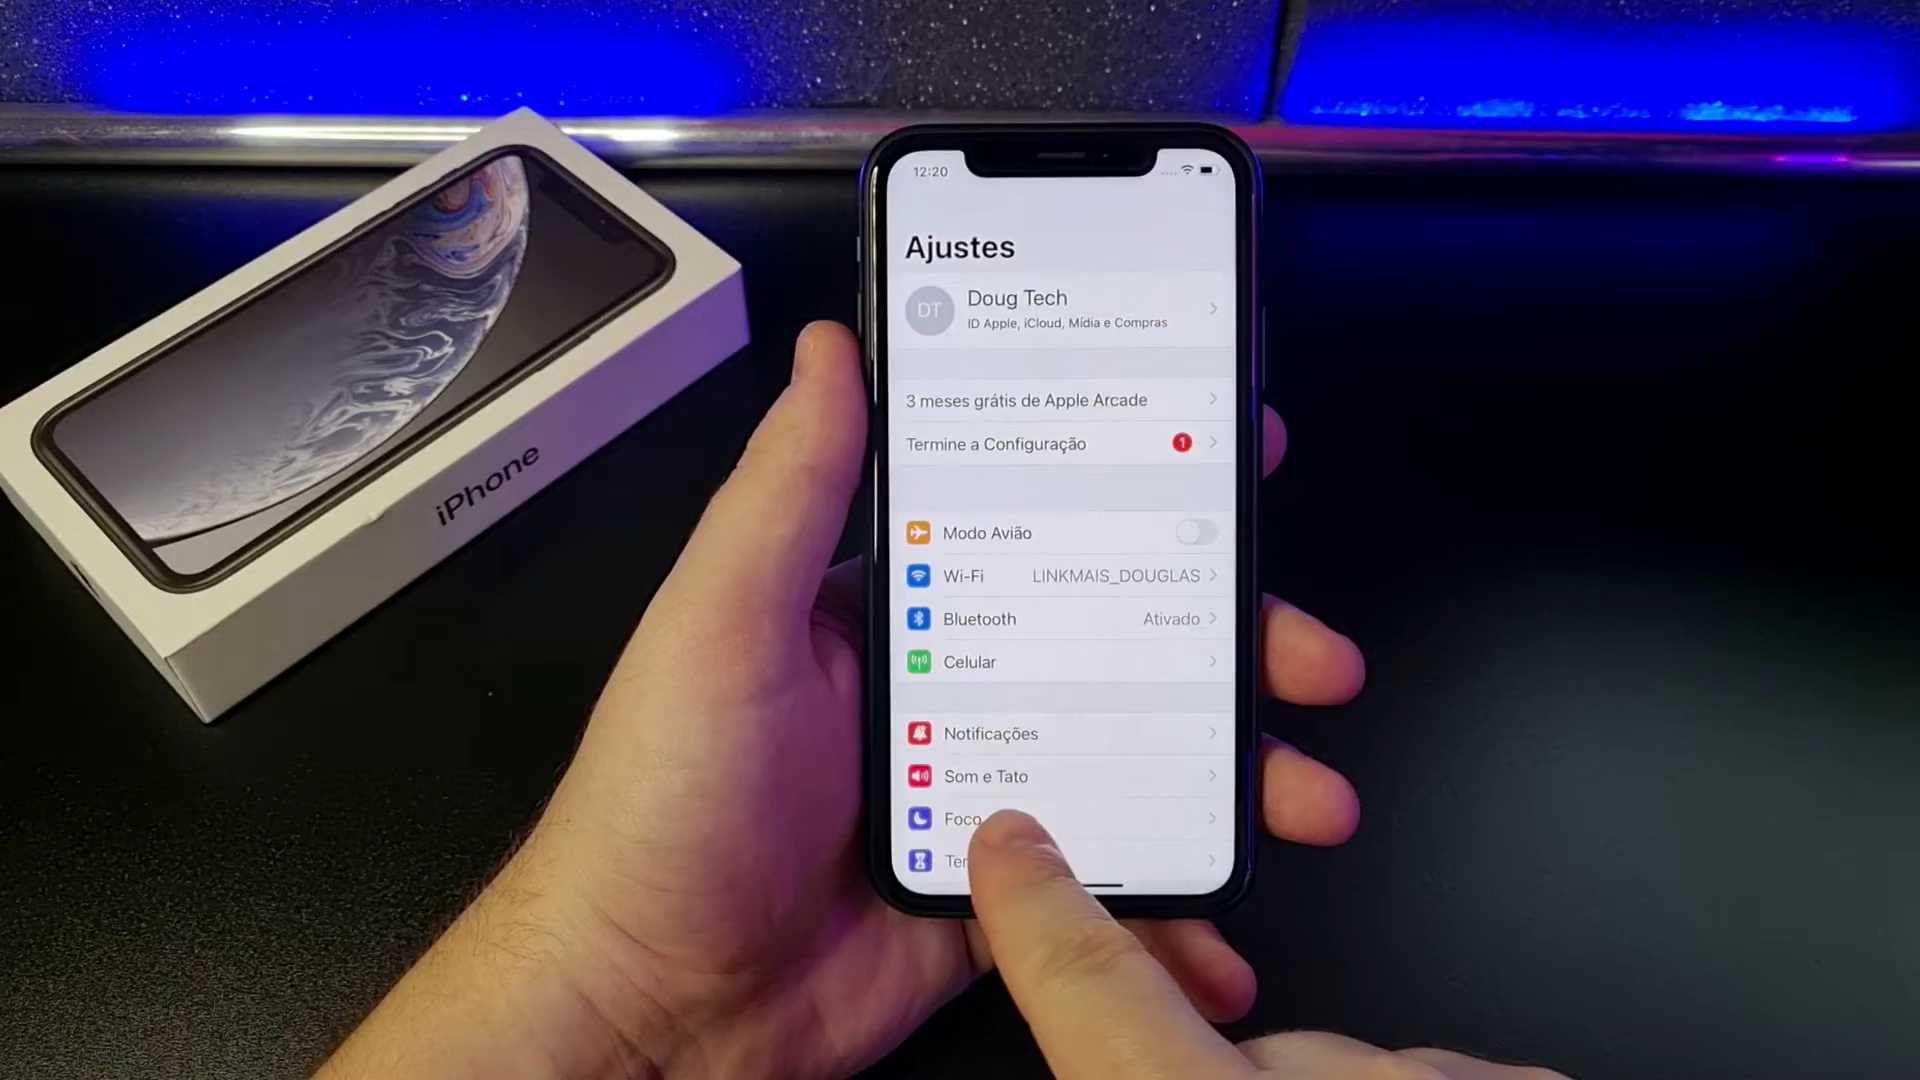 iPhone
12:20
Ajustes
DT
Doug Tech
ID Apple, iCloud, Mídia e Compras
3 meses grátis de Apple Arcade
Termine a Configuração 1
Modo Avião
Wi-Fi LINKMAIS_DOUGLAS
Bluetooth Ativado
Celular
Notificações
Som e Tato
Foco